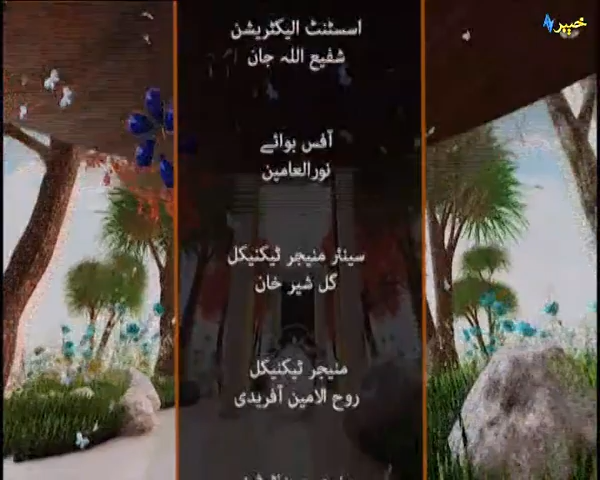 خیبر
اسسٹنٹ الیکٹریشن
شفیع اللہ جان
آفس بوائے
نورالعامین
سینئر منیجر ٹیکنیکل
گل شیر خان
منیجر ٹیکنیکل
روح الامین آفریدی